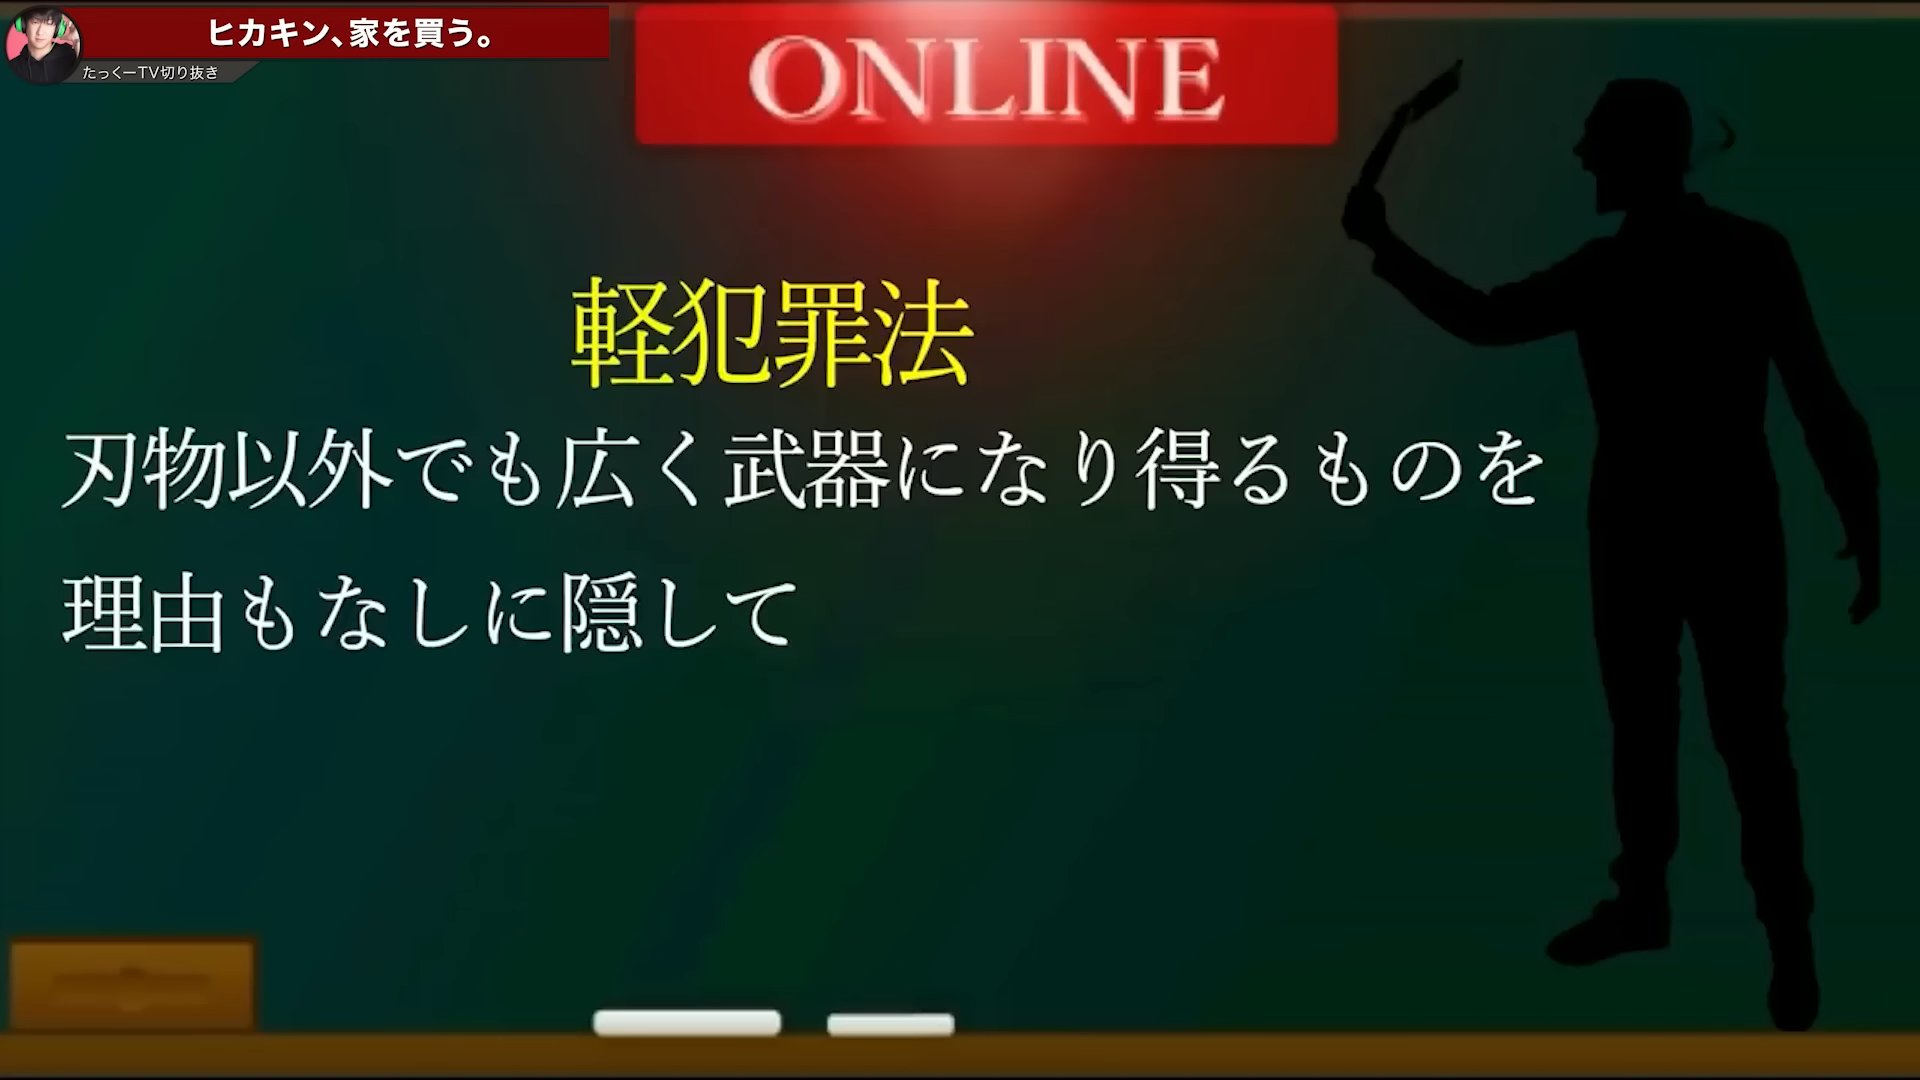 ヒカキン、家を買う。
たっくーTV切り抜き
ONLINE
軽犯罪法
刃物以外でも広く武器になり得るものを
理由もなしに隠して